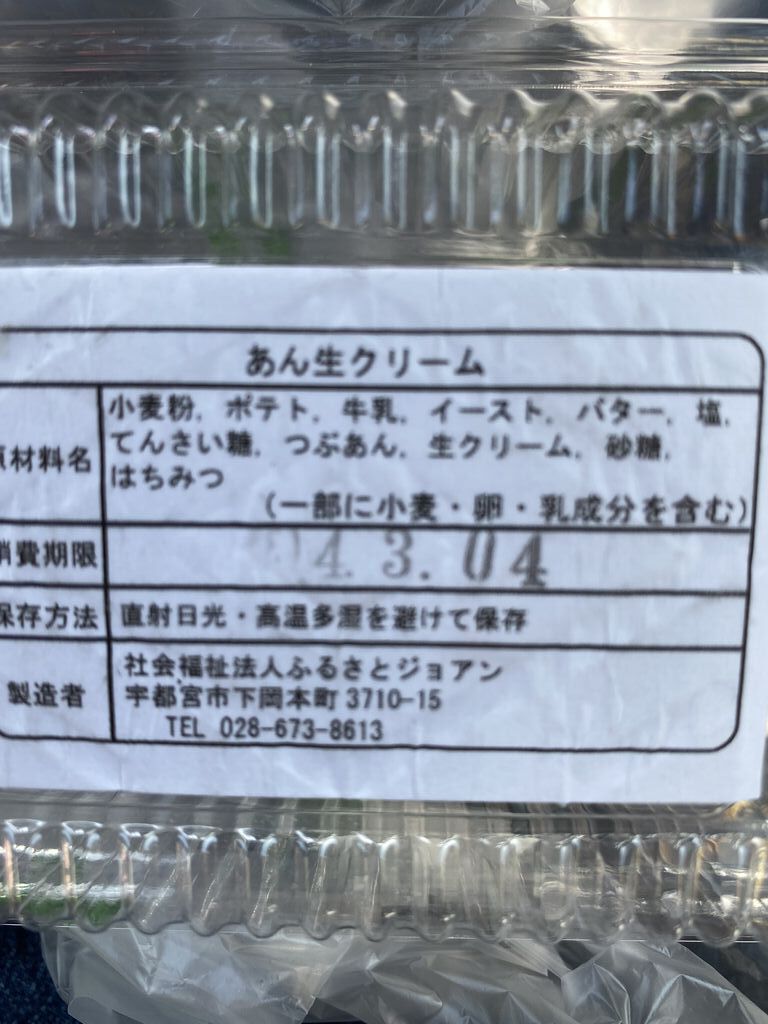 あん生クリーム
原材料名
小麦粉, ポテト, 牛乳, イースト, バター, 塩,
てんさい糖, つぶあん, 生クリーム, 砂糖,
はちみつ
(一部に小麦・卵・乳成分を含む)
消費期限
24.3.04
保存方法
直射日光・高温多湿を避けて保存
製造者
社会福祉法人ふるさとジョアン
宇都宮市下岡本町 3710-15
TEL 028-673-8613